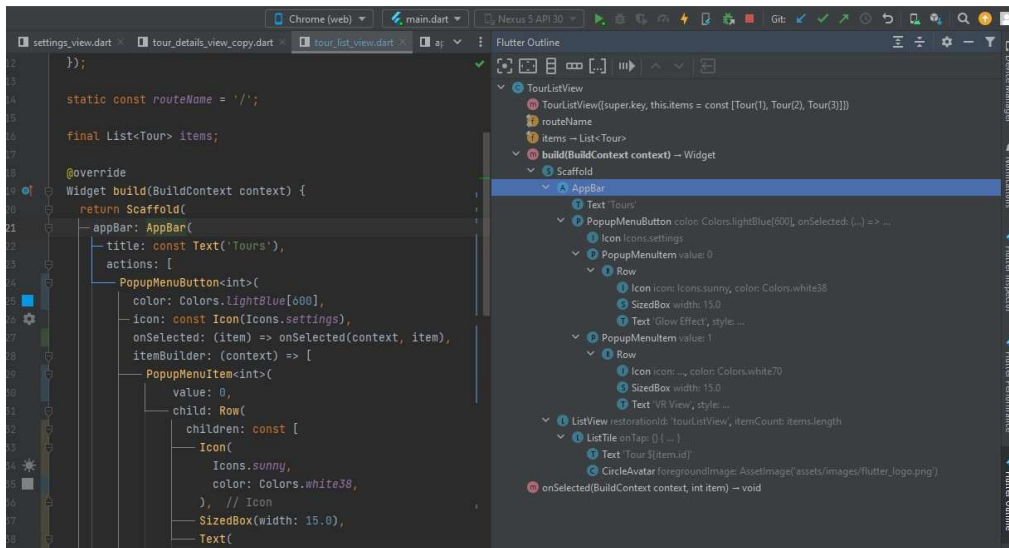 Chrome (web)
main.dart
Nexus 5 API 30
Git:
settings_view.dart
tour_details_view_copy.dart
tour_list_view.dart
Flutter Outline
12 });
13
14 static const routeName = '/';
15
16 final List<Tour> items;
17
18 @override
19 Widget build(BuildContext context) {
20 return Scaffold(
21 appBar: AppBar(
22 title: const Text('Tours'),
23 actions: [
24 PopupMenuButton<int>(
25 color: Colors.lightBlue[600],
26 icon: const Icon(Icons.settings),
27 onSelected: (item) => onSelected(context, item),
28 itemBuilder: (context) => [
29 PopupMenuItem<int>(
30 value: 0,
31 child: Row(
32 children: const [
33 Icon(
34 Icons.sunny,
35 color: Colors.white38,
36 ), // Icon
37 SizedBox(width: 15.0),
38 Text(
TourListView
TourListView({super.key, this.items = const [Tour(1), Tour(2), Tour(3)]})
routeName
items → List<Tour>
build(BuildContext context) → Widget
Scaffold
AppBar
Text 'Tours'
PopupMenuButton color: Colors.lightBlue[600], onSelected: (...) => ...
Icon Icons.settings
PopupMenuItem value: 0
Row
Icon icon: Icons.sunny, color: Colors.white38
SizedBox width: 15.0
Text 'Glow Effect', style: ...
PopupMenuItem value: 1
Row
Icon icon: ..., color: Colors.white70
SizedBox width: 15.0
Text 'VR View', style: ...
ListView restorationId: 'tourListView', itemCount: items.length
ListTile onTap: () { ... }
Text 'Tour ${item.id}'
CircleAvatar foregroundImage: AssetImage('assets/images/flutter_logo.png')
onSelected(BuildContext context, int item) → void